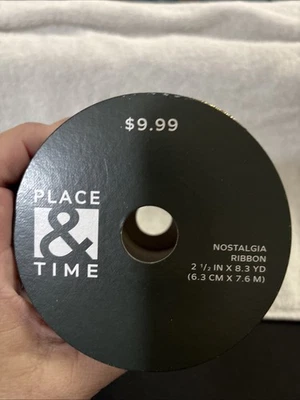 $9.99
PLACE
&
TIME
NOSTALGIA
RIBBON
2 ½ IN X 8.3 YD
(6.3 CM X 7.6 M)